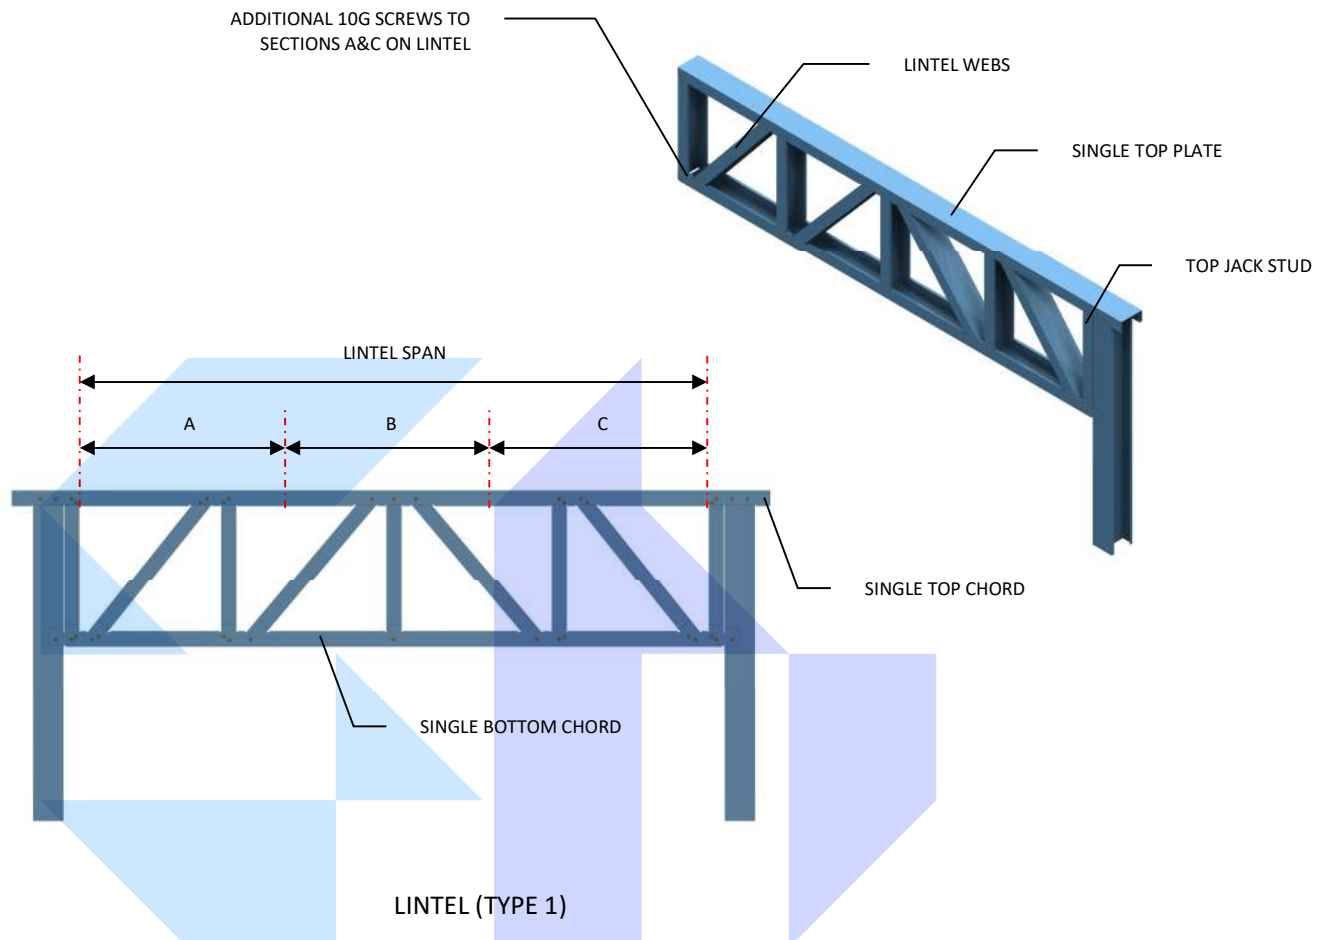 ADDITIONAL 10G SCREWS TO
SECTIONS A&C ON LINTEL
LINTEL WEBS
SINGLE TOP PLATE
TOP JACK STUD
LINTEL SPAN
A
B
C
SINGLE TOP CHORD
SINGLE BOTTOM CHORD
LINTEL (TYPE 1)